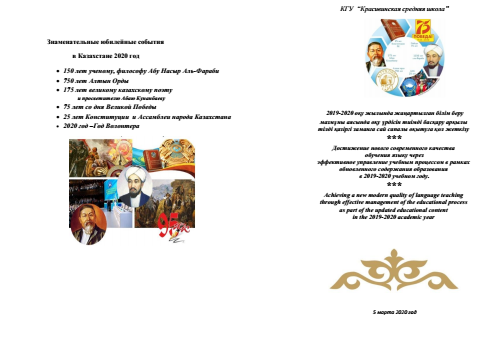 Знаменательные юбилейные события
в Казахстане 2020 год
• 150 лет ученому, философу Абу Насыр Аль-Фараби
• 750 лет Алтын Орды
• 175 лет великому казахскому поэту
и просветителю Абаю Кунанбаеву
• 75 лет со дня Великой Победы
• 25 лет Конституции и Ассамблеи народа Казахстана
• 2020 год –Год Волонтера
КГУ “Красивинская средняя школа”
75
ПОБЕДА!
2019-2020 оқу жылында жаңартылған білім беру
мазмұны аясында оқу үрдісін тиімді басқару арқылы
тілді қазіргі заманға сай сапалы оқытуға қол жеткізу
***
Достижение нового современного качества
обучения языку через
эффективное управление учебным процессом в рамках
обновленного содержания образования
в 2019-2020 учебном году.
***
Achieving a new modern quality of language teaching
through effective management of the educational process
as part of the updated educational content
in the 2019-2020 academic year
5 марта 2020 год